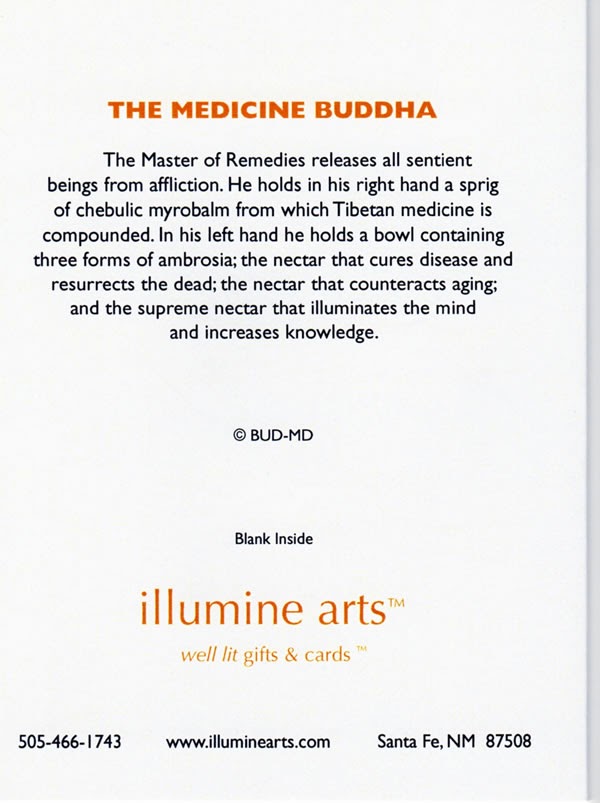 THE MEDICINE BUDDHA
The Master of Remedies releases all sentient
beings from affliction. He holds in his right hand a sprig
of chebulic myrobalm from which Tibetan medicine is
compounded. In his left hand he holds a bowl containing
three forms of ambrosia; the nectar that cures disease and
resurrects the dead; the nectar that counteracts aging;
and the supreme nectar that illuminates the mind
and increases knowledge.
© BUD-MD
Blank Inside
illumine arts™
well lit gifts & cards ™
505-466-1743 www.illuminearts.com Santa Fe, NM 87508